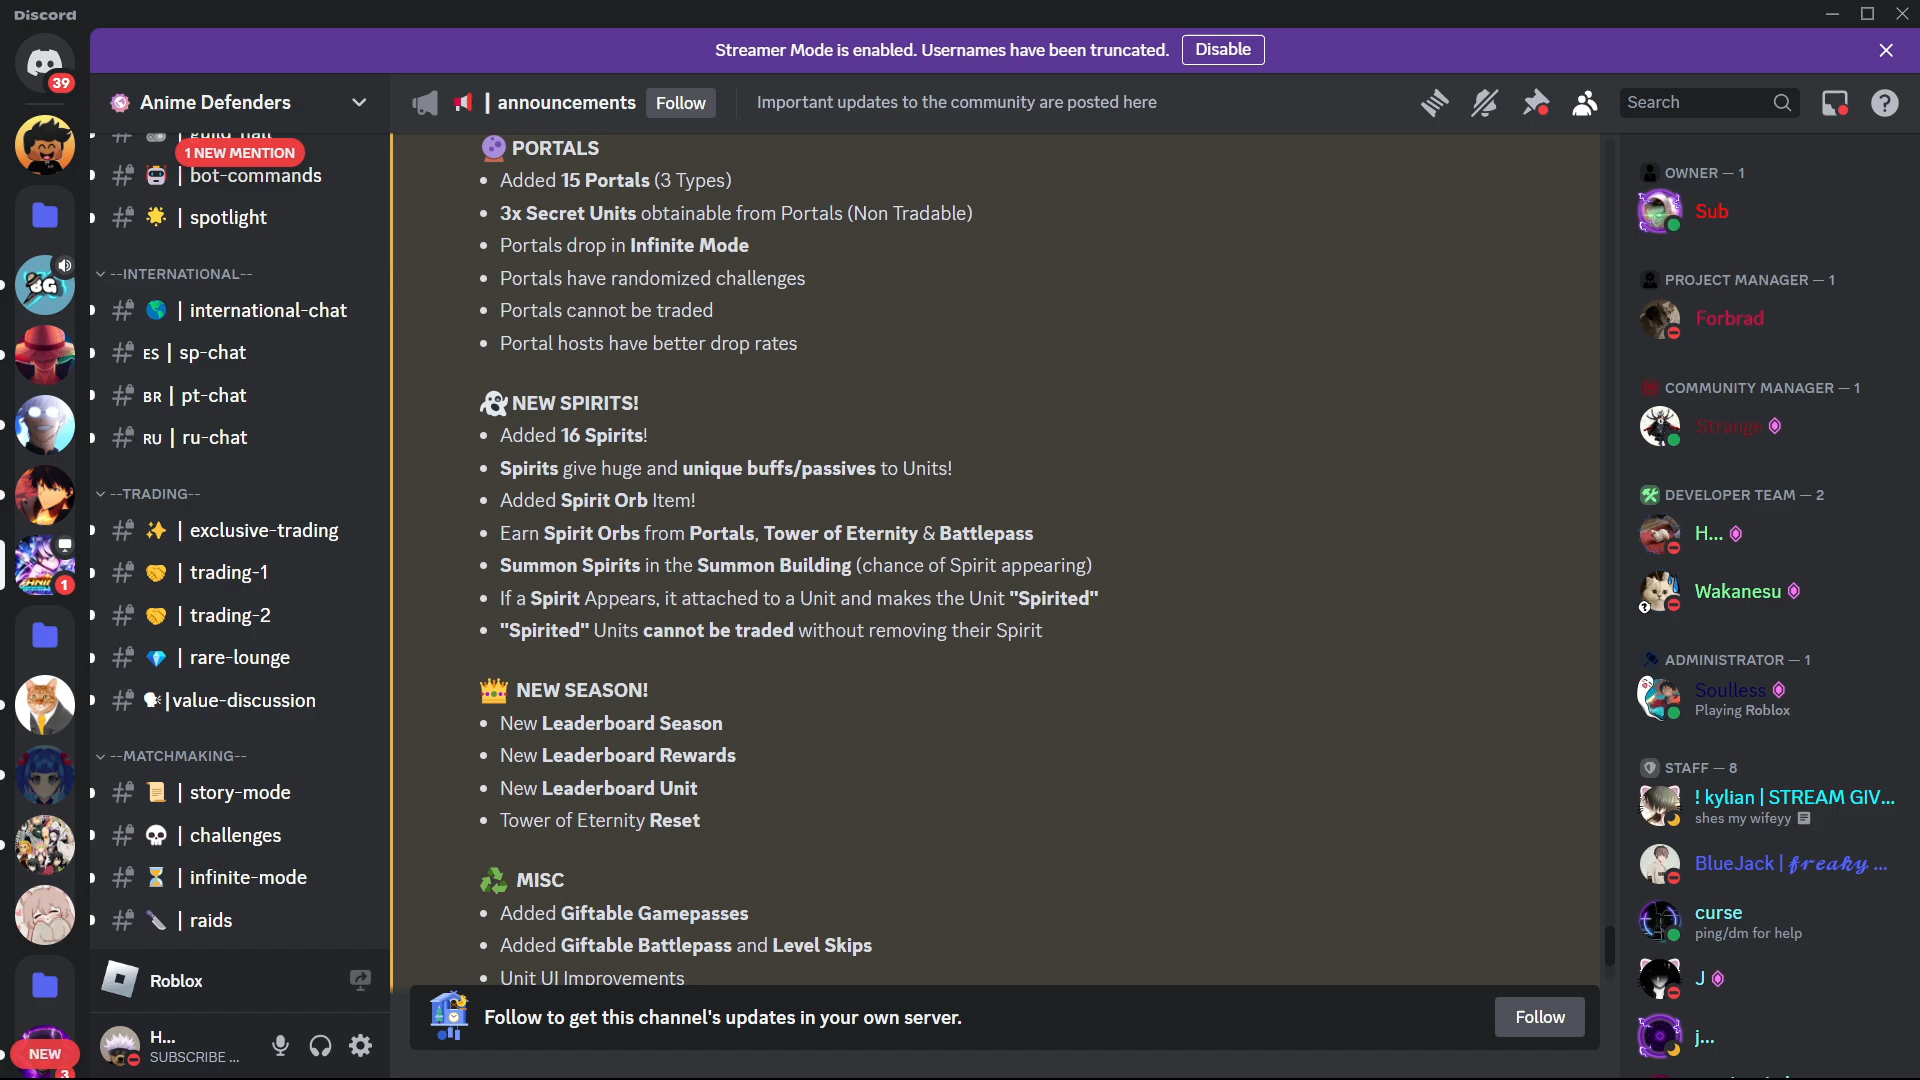 Discord
Streamer Mode is enabled. Usernames have been truncated.
Disable
39
Anime Defenders
| announcements
Follow
Important updates to the community are posted here
Search
1 NEW MENTION
| bot-commands
| spotlight
--INTERNATIONAL--
| international-chat
ES | sp-chat
BR | pt-chat
RU | ru-chat
--TRADING--
| exclusive-trading
| trading-1
| trading-2
| rare-lounge
|value-discussion
--MATCHMAKING--
| story-mode
| challenges
| infinite-mode
| raids
Roblox
H...
SUBSCRIBE ...
8G
1
NEW
3
PORTALS
• Added 15 Portals (3 Types)
• 3x Secret Units obtainable from Portals (Non Tradable)
• Portals drop in Infinite Mode
• Portals have randomized challenges
• Portals cannot be traded
• Portal hosts have better drop rates
NEW SPIRITS!
• Added 16 Spirits!
• Spirits give huge and unique buffs/passives to Units!
• Added Spirit Orb Item!
• Earn Spirit Orbs from Portals, Tower of Eternity & Battlepass
• Summon Spirits in the Summon Building (chance of Spirit appearing)
• If a Spirit Appears, it attached to a Unit and makes the Unit "Spirited"
• "Spirited" Units cannot be traded without removing their Spirit
NEW SEASON!
• New Leaderboard Season
• New Leaderboard Rewards
• New Leaderboard Unit
• Tower of Eternity Reset
MISC
• Added Giftable Gamepasses
• Added Giftable Battlepass and Level Skips
• Unit UI Improvements
Follow to get this channel's updates in your own server.
Follow
OWNER — 1
Sub
PROJECT MANAGER — 1
Forbrad
COMMUNITY MANAGER — 1
Strange
DEVELOPER TEAM — 2
H...
Wakanesu
ADMINISTRATOR — 1
Soulless
Playing Roblox
STAFF — 8
! kylian | STREAM GIV...
shes my wifeyy
BlueJack | 𝓯𝓻𝓮𝓪𝓴𝔂 ...
curse
ping/dm for help
J
j...